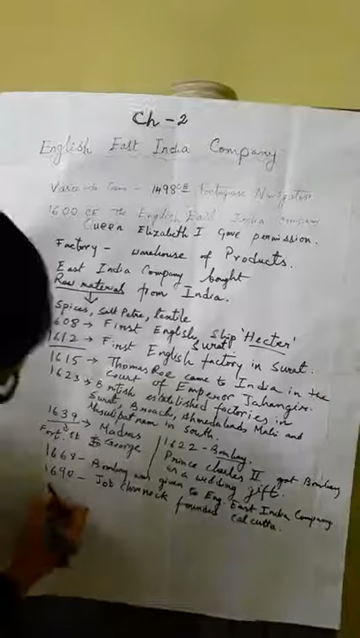 Ch-2
English East India Company
Vasco da Gama - 1498 CE Portuguese Navigator
1600 CE The English East India Company
Queen Elizabeth I gave permission.
Factory - warehouse of Products.
East India Company bought
Raw materials from India.
Spices, Salt Petre, textile
1608 → First English Ship 'Hector'
Surat
1612 → First English factory in Surat.
1615 → Thomas Roe came to India in the
Court of Emperor Jahangir.
1623 → British established factories in
Surat, Broach, Ahmedabad, and
in South.
1639 → Madras
Fort. St George
1622 - Bombay
Prince Charles II got Bombay
as a wedding gift.
1668 - Bombay was given to Eng. East India Company.
1690 - Job Charnock founded Calcutta.